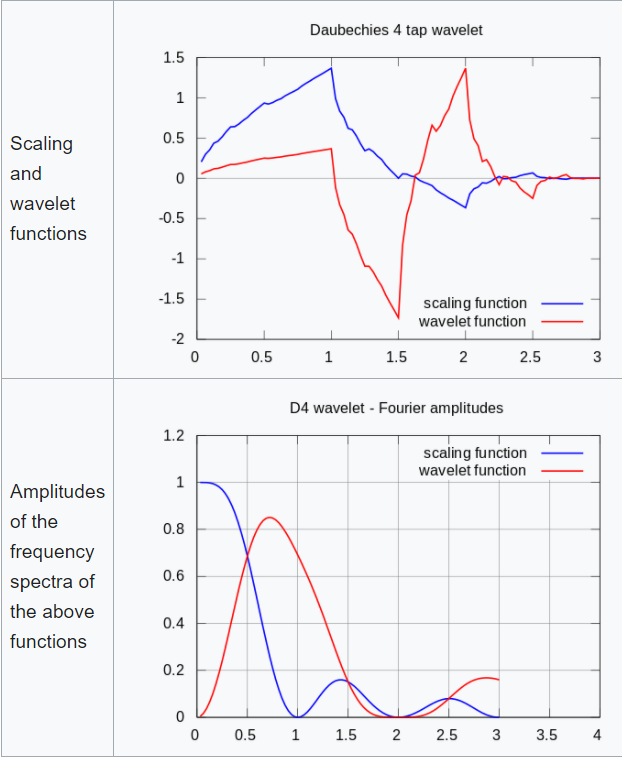 Daubechies 4 tap wavelet
1.5
1
0.5
0
-0.5
-1
-1.5
-2
scaling function
wavelet function
0 0.5 1 1.5 2 2.5 3
Scaling
and
wavelet
functions
D4 wavelet - Fourier amplitudes
1.2
1
0.8
0.6
0.4
0.2
0
scaling function
wavelet function
0 0.5 1 1.5 2 2.5 3 3.5 4
Amplitudes
of the
frequency
spectra of
the above
functions